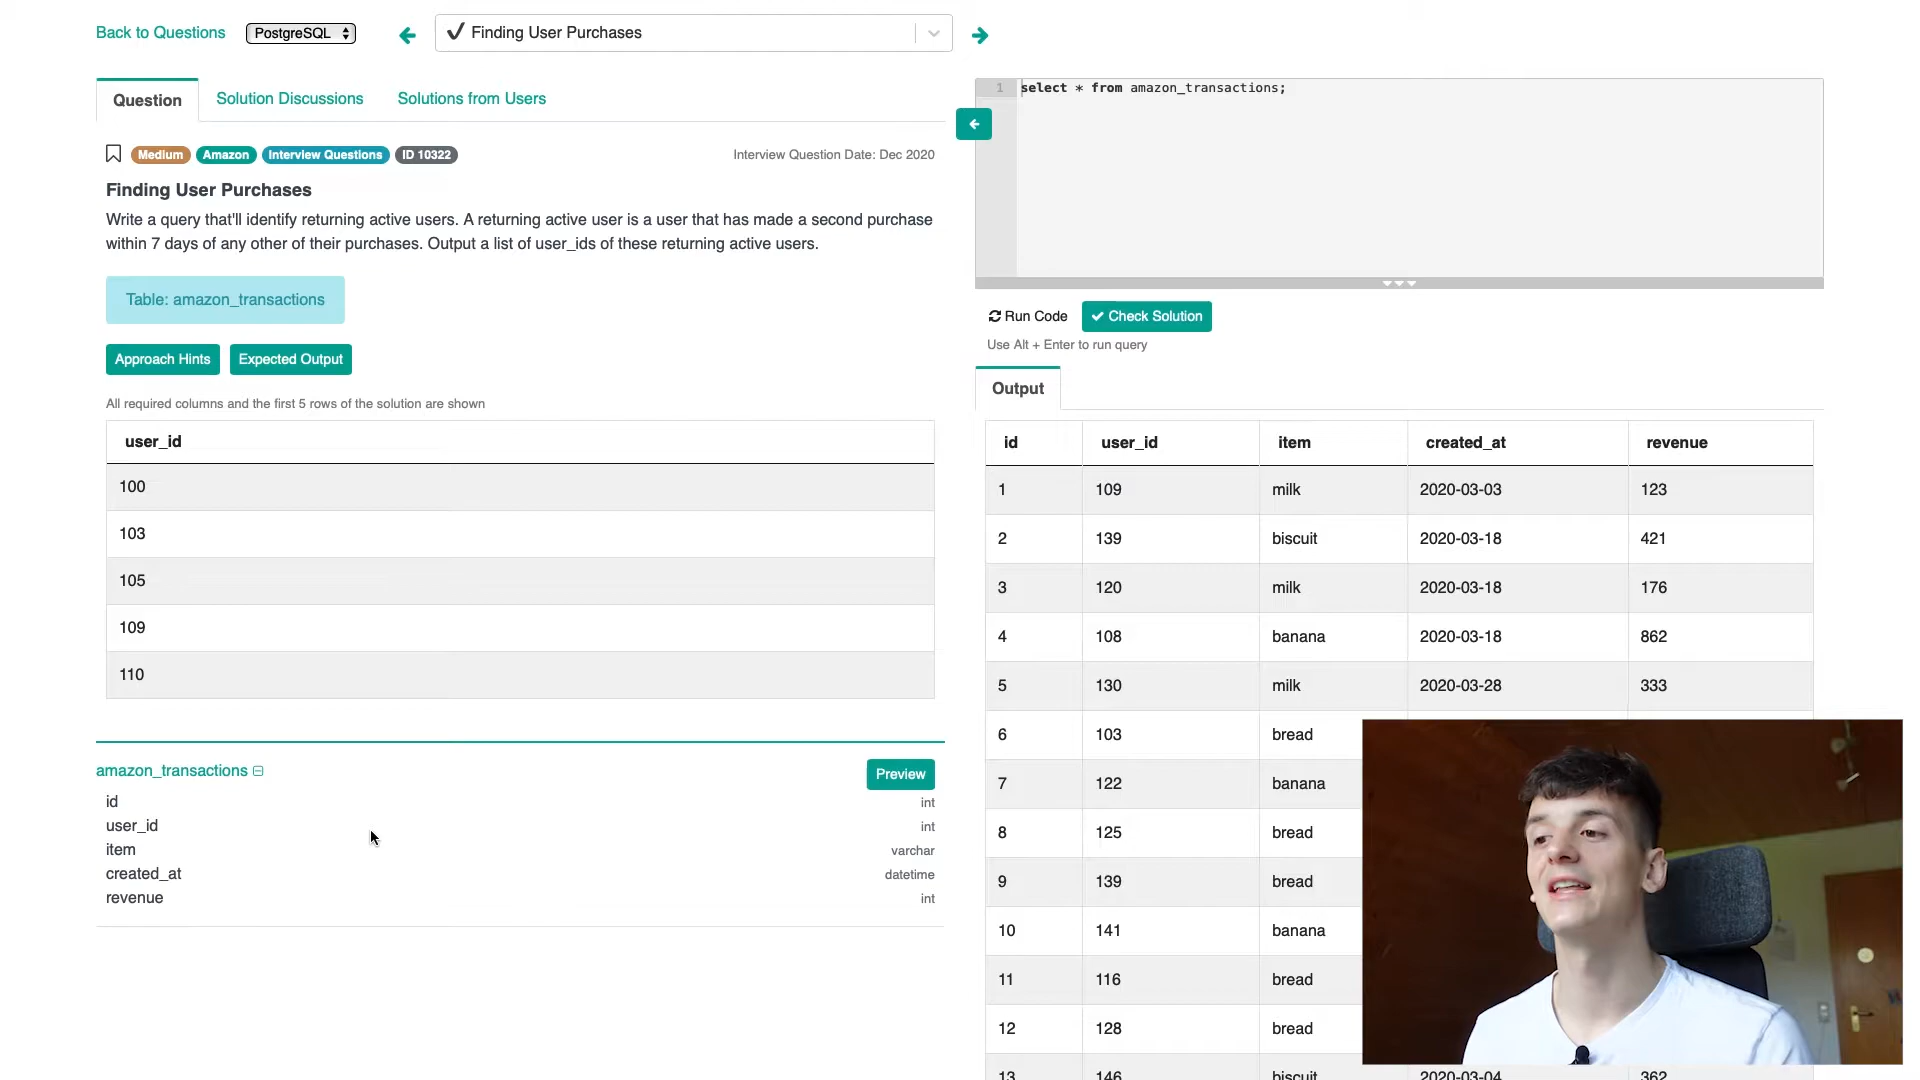 Back to Questions
PostgreSQL
Finding User Purchases
Question
Solution Discussions
Solutions from Users
Medium
Amazon
Interview Questions
ID 10322
Interview Question Date: Dec 2020
Finding User Purchases
Write a query that'll identify returning active users. A returning active user is a user that has made a second purchase
within 7 days of any other of their purchases. Output a list of user_ids of these returning active users.
Table: amazon_transactions
Approach Hints
Expected Output
All required columns and the first 5 rows of the solution are shown
user_id
100
103
105
109
110
amazon_transactions
Preview
id int
user_id int
item varchar
created_at datetime
revenue int
1 select * from amazon_transactions;
Run Code
Check Solution
Use Alt + Enter to run query
Output
id user_id item created_at revenue
1 109 milk 2020-03-03 123
2 139 biscuit 2020-03-18 421
3 120 milk 2020-03-18 176
4 108 banana 2020-03-18 862
5 130 milk 2020-03-28 333
6 103 bread
7 122 banana
8 125 bread
9 139 bread
10 141 banana
11 116 bread
12 128 bread
13 146 biscuit 2020-03-04 362